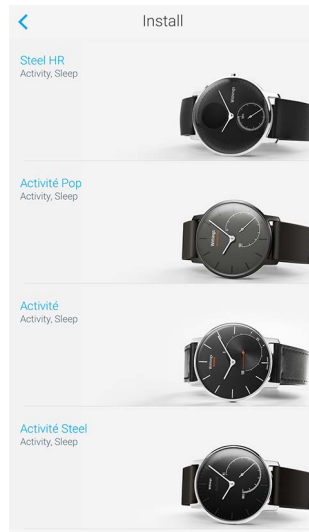 Install
Steel HR
Activity, Sleep
Activité Pop
Activity, Sleep
Activité
Activity, Sleep
Activité Steel
Activity, Sleep